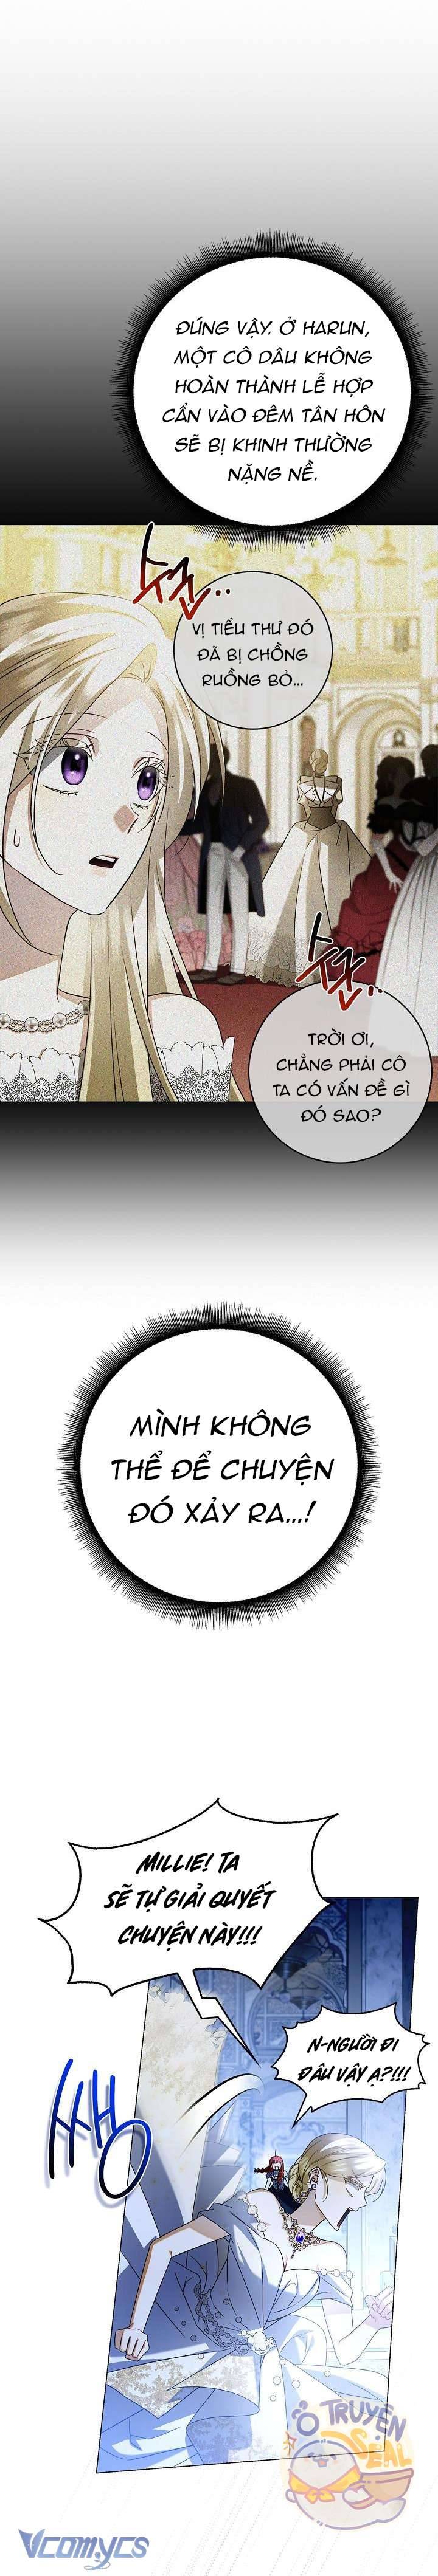 ĐÚNG VẬY. Ở HARUN,
MỘT CÔ DÂU KHÔNG
HOÀN THÀNH LỄ HỢP
CẨN VÀO ĐÊM TÂN HÔN
SẼ BỊ KHINH THƯỜNG
NẶNG NỀ.
VỊ TIỂU THƯ ĐÓ
ĐÃ BỊ CHỒNG
RUỒNG BỎ...
TRỜI ƠI,
CHẲNG PHẢI CÔ
TA CÓ VẤN ĐỀ GÌ
ĐÓ SAO?
MÌNH KHÔNG
THỂ ĐỂ CHUYỆN
ĐÓ XẢY RA...!
MILLIE! TA
SẼ TỰ GIẢI QUYẾT
CHUYỆN NÀY!!!
N-NGƯỜI ĐI
ĐÂU VẬY Ạ?!!!
Ổ TRUYỆN
SEAL
Vcomycs